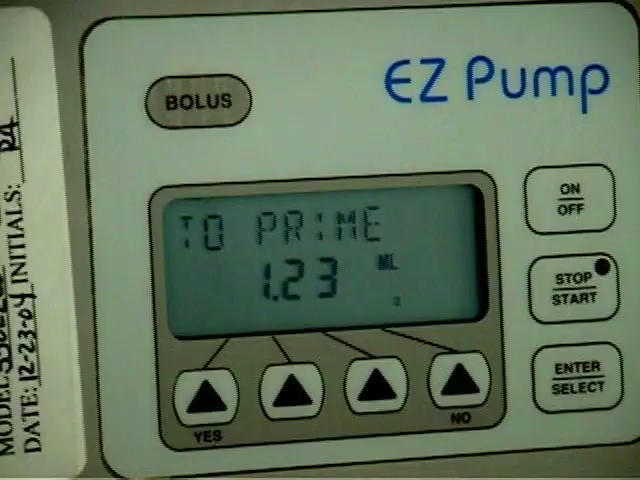 EZ Pump
BOLUS
TO PRIME
1.23 ML
YES
NO
ON
OFF
STOP
START
ENTER
SELECT
DATE: 12-23-04 INITIALS:
MODEL: